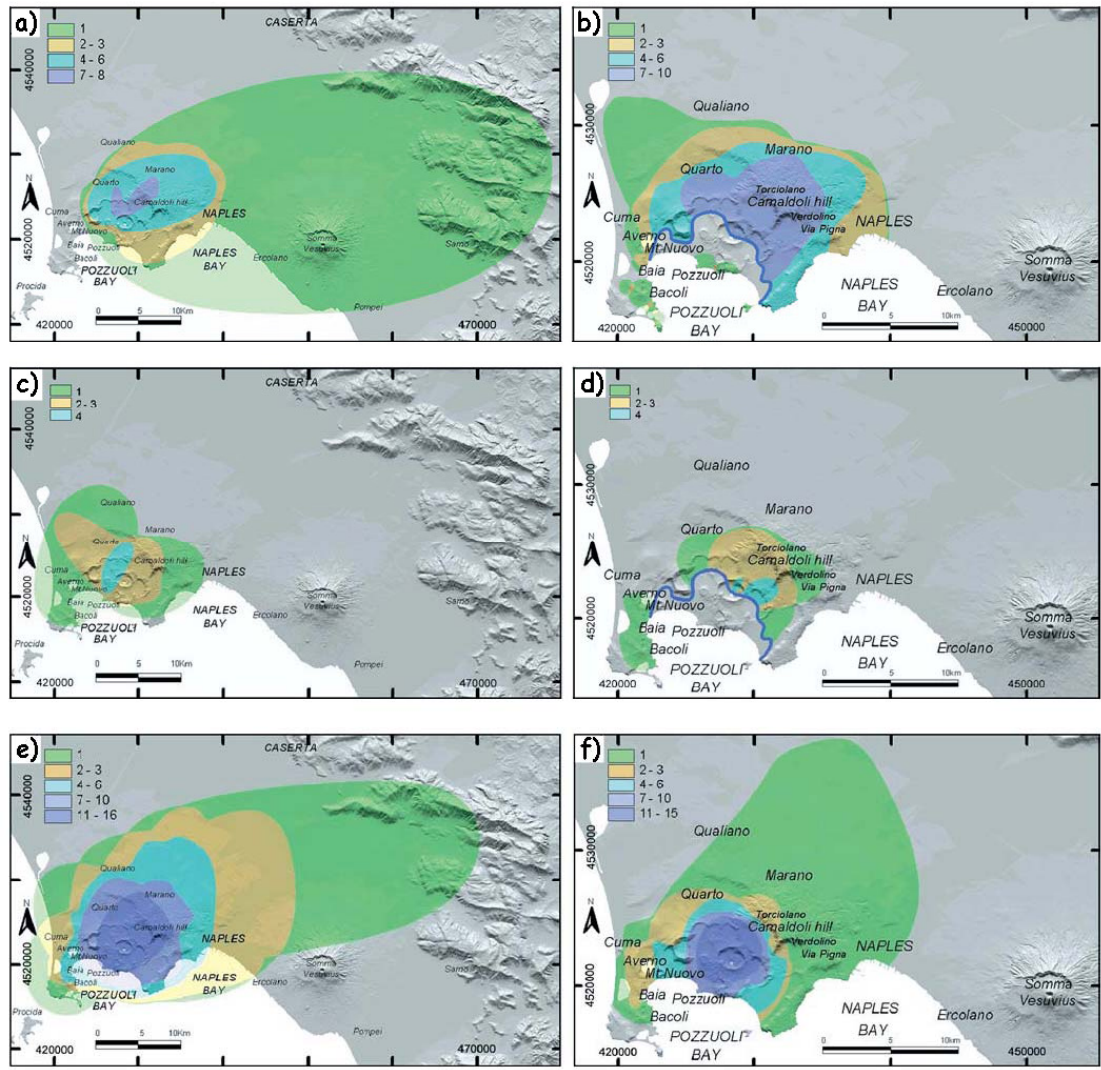 a)
1
2 - 3
4 - 6
7 - 8
CASERTA
4540000
4520000
Qualiano
Marano
Quarto
Camaldoli hill
Cuma
NAPLES
Averno
Mt Nuovo
Baia
Pozzuoli
Bacoli
NAPLES
BAY
POZZUOLI
BAY
Somma
Vesuvius
Ercolano
Sarno
Procida
Pompei
N
0 5 10Km
420000
470000
b)
1
2 - 3
4 - 6
7 - 10
4530000
4520000
Qualiano
Marano
Quarto
Torciolano
Camaldoli hill
Cuma
Verdolino
NAPLES
Via Pigna
Averno
Mt Nuovo
Baia
Pozzuoli
Bacoli
NAPLES
BAY
Ercolano
Somma
Vesuvius
POZZUOLI
BAY
N
0 5 10km
420000
450000
c)
1
2 - 3
4
CASERTA
4540000
4520000
Qualiano
Marano
Quarto
Camaldoli hill
Cuma
NAPLES
Averno
Mt Nuovo
Baia
Pozzuoli
Bacoli
NAPLES
BAY
POZZUOLI
BAY
Somma
Vesuvius
Ercolano
Sarno
Procida
Pompei
N
0 5 10Km
420000
470000
d)
1
2 - 3
4
4530000
4520000
Qualiano
Marano
Quarto
Torciolano
Camaldoli hill
Cuma
Verdolino
NAPLES
Via Pigna
Averno
Mt Nuovo
Baia
Pozzuoli
Bacoli
NAPLES
BAY
Ercolano
Somma
Vesuvius
POZZUOLI
BAY
N
0 5 10km
420000
450000
e)
1
2 - 3
4 - 6
7 - 10
11 - 16
CASERTA
4540000
4520000
Qualiano
Marano
Quarto
Camaldoli hill
Cuma
NAPLES
Averno
Mt Nuovo
Baia
Pozzuoli
Bacoli
NAPLES
BAY
POZZUOLI
BAY
Somma
Vesuvius
Ercolano
Sarno
Procida
Pompei
N
0 5 10Km
420000
470000
f)
1
2 - 3
4 - 6
7 - 10
11 - 15
4530000
4520000
Qualiano
Marano
Quarto
Torciolano
Camaldoli hill
Cuma
Verdolino
NAPLES
Via Pigna
Averno
Mt Nuovo
Baia
Pozzuoli
Bacoli
NAPLES
BAY
Ercolano
Somma
Vesuvius
POZZUOLI
BAY
N
0 5 10km
420000
450000